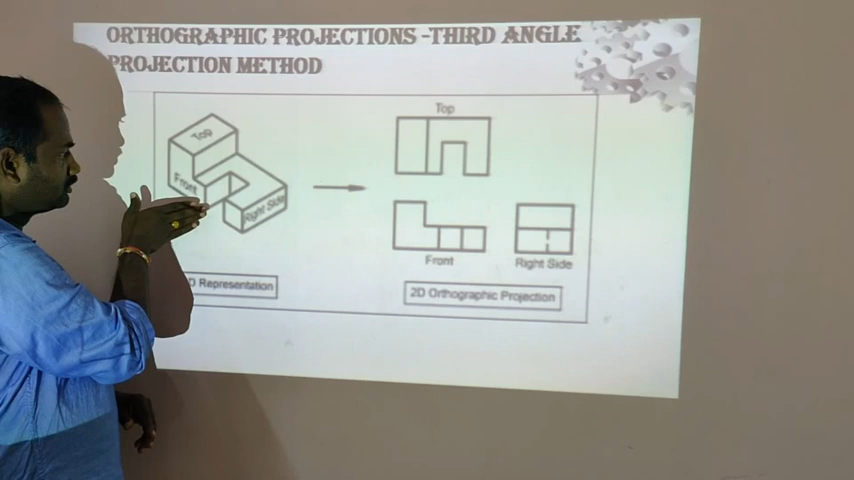 ORTHOGRAPHIC PROJECTIONS -THIRD ANGLE
PROJECTION METHOD
Top
Top
Front
Right Side
Front
Right Side
D Representation
2D Orthographic Projection